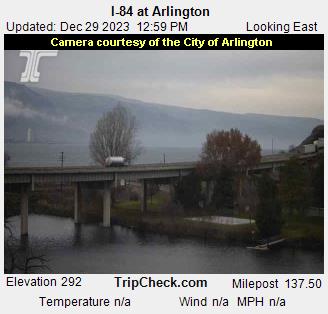 I-84 at Arlington
Updated: Dec 29 2023 12:59 PM Looking East
Camera courtesy of the City of Arlington
Elevation 292 TripCheck.com Milepost 137.50
Temperature n/a Wind n/a MPH n/a